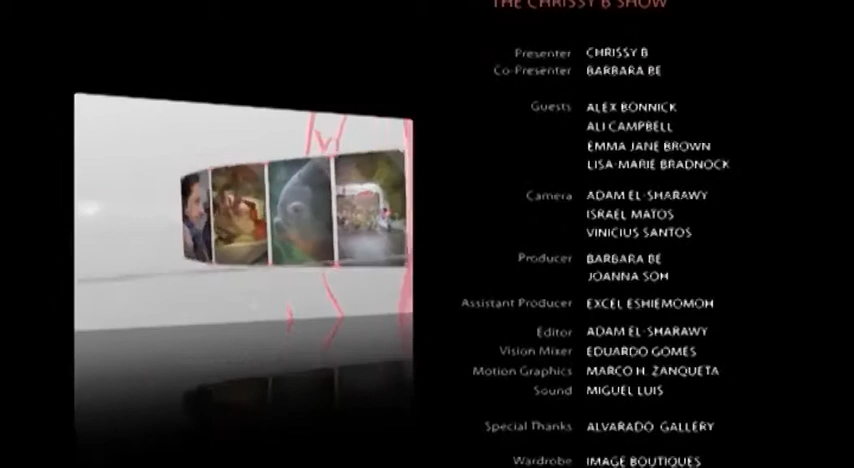 THE CHRISSY B SHOW
Presenter CHRISSY B
Co-Presenter BARBARA BE
Guests ALEX BONNICK
ALI CAMPBELL
EMMA JANE BROWN
LISA-MARIE BRADNOCK
Camera ADAM EL-SHARAWY
ISRAEL MATOS
VINICIUS SANTOS
Producer BARBARA BE
JOANNA SOH
Assistant Producer EXCEL ESHIEMOMOH
Editor ADAM EL-SHARAWY
Vision Mixer EDUARDO GOMES
Motion Graphics MARCO H. ZANQUETA
Sound MIGUEL LUIS
Special Thanks ALVARADO GALLERY
Wardrobe IMAGE BOUTIQUES